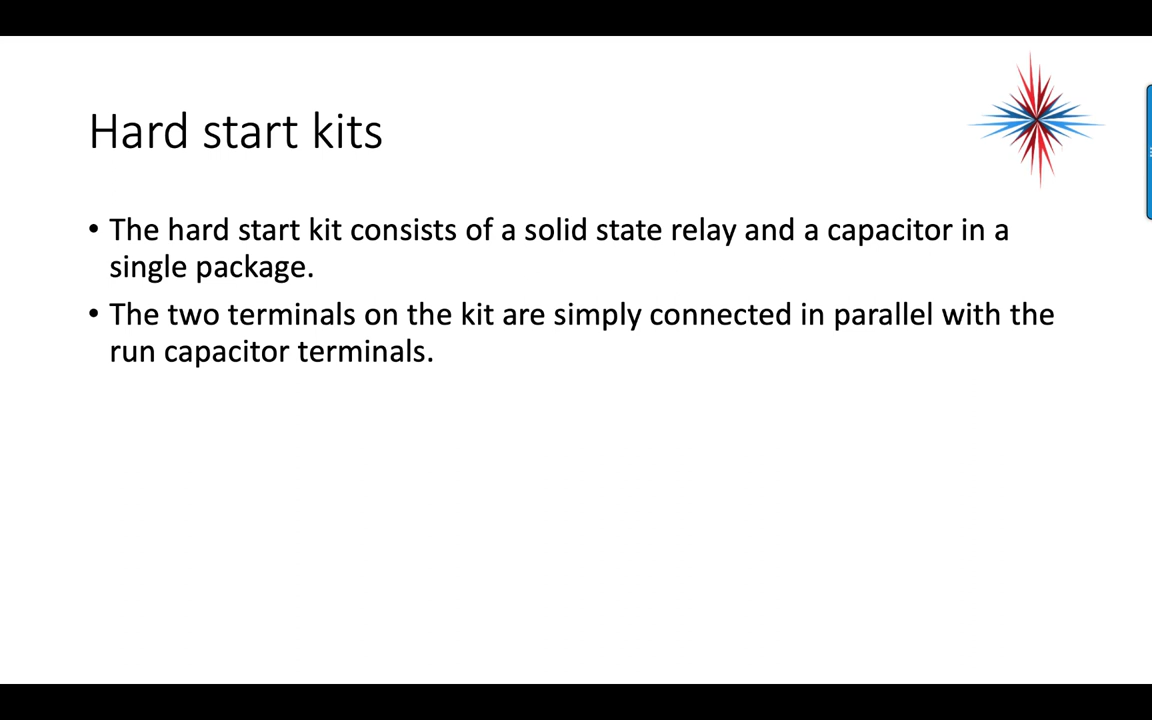 Hard start kits
• The hard start kit consists of a solid state relay and a capacitor in a
single package.
• The two terminals on the kit are simply connected in parallel with the
run capacitor terminals.